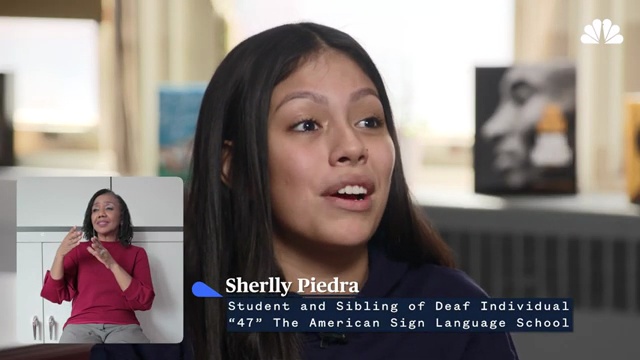 Sherlly Piedra
Student and Sibling of Deaf Individual
“47” The American Sign Language School